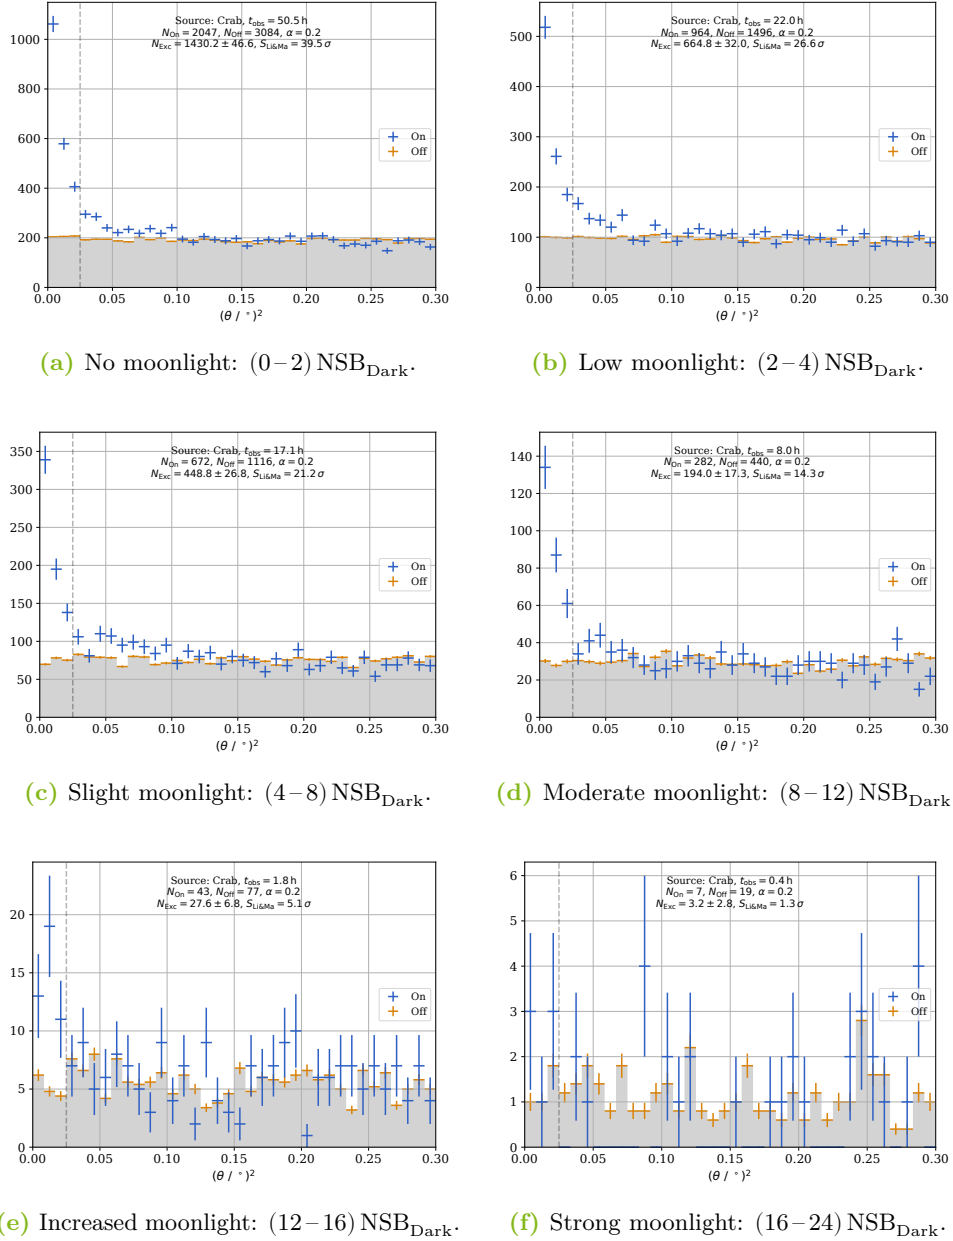 Source: Crab, t_obs = 50.5 h
N_On = 2047, N_Off = 3084, α = 0.2
N_Exc = 1430.2 ± 46.6, S_Li&Ma = 39.5 σ
1000
800
600
400
200
0
On
Off
0.00 0.05 0.10 0.15 0.20 0.25 0.30
(θ / °)²
(a) No moonlight: (0–2) NSB_Dark.
Source: Crab, t_obs = 22.0 h
N_On = 964, N_Off = 1496, α = 0.2
N_Exc = 664.8 ± 32.0, S_Li&Ma = 26.6 σ
500
400
300
200
100
0
On
Off
0.00 0.05 0.10 0.15 0.20 0.25 0.30
(θ / °)²
(b) Low moonlight: (2–4) NSB_Dark.
Source: Crab, t_obs = 17.1 h
N_On = 672, N_Off = 1116, α = 0.2
N_Exc = 448.8 ± 26.8, S_Li&Ma = 21.2 σ
350
300
250
200
150
100
50
0
On
Off
0.00 0.05 0.10 0.15 0.20 0.25 0.30
(θ / °)²
(c) Slight moonlight: (4–8) NSB_Dark.
Source: Crab, t_obs = 8.0 h
N_On = 282, N_Off = 440, α = 0.2
N_Exc = 194.0 ± 17.3, S_Li&Ma = 14.3 σ
140
120
100
80
60
40
20
0
On
Off
0.00 0.05 0.10 0.15 0.20 0.25 0.30
(θ / °)²
(d) Moderate moonlight: (8–12) NSB_Dark
Source: Crab, t_obs = 1.8 h
N_On = 43, N_Off = 77, α = 0.2
N_Exc = 27.6 ± 6.8, S_Li&Ma = 5.1 σ
20
15
10
5
0
On
Off
0.00 0.05 0.10 0.15 0.20 0.25 0.30
(θ / °)²
(e) Increased moonlight: (12–16) NSB_Dark.
Source: Crab, t_obs = 0.4 h
N_On = 7, N_Off = 19, α = 0.2
N_Exc = 3.2 ± 2.8, S_Li&Ma = 1.3 σ
6
5
4
3
2
1
0
On
Off
0.00 0.05 0.10 0.15 0.20 0.25 0.30
(θ / °)²
(f) Strong moonlight: (16–24) NSB_Dark.